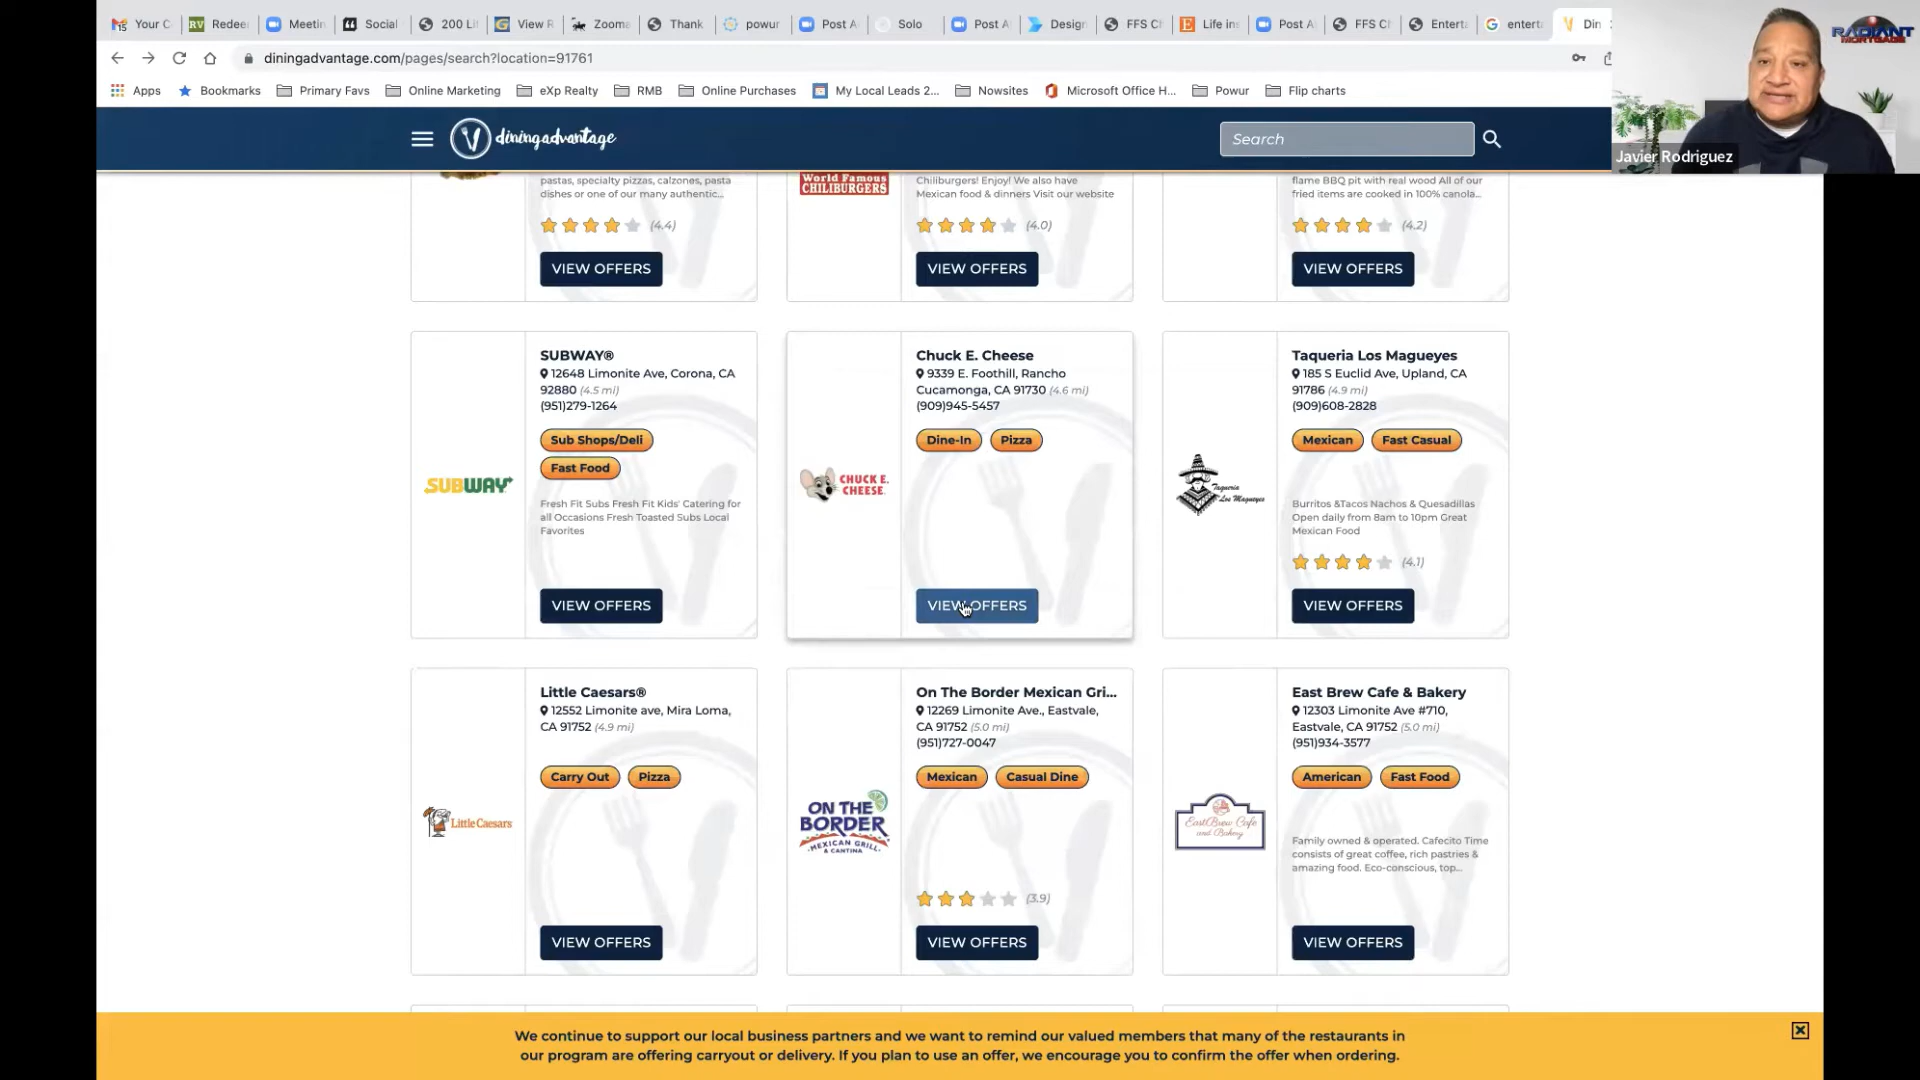 Your C
Redee
Meetin
Social
200 Li
View R
Zooma
Thank
powur
Post A
Solo
Post A
Design
FFS Cl
Life in
Post A
FFS Cl
Entert
entert
Din
diningadvantage.com/pages/search?location=91761
Apps
Bookmarks
Primary Favs
Online Marketing
eXp Realty
RMB
Online Purchases
My Local Leads 2...
Nowsites
Microsoft Office H...
Powur
Flip charts
RADIANT
MORTGAGE
Javier Rodriguez
diningadvantage
Search
pastas, specialty pizzas, calzones, pasta
dishes or one of our many authentic...
(4.4)
VIEW OFFERS
World Famous
CHILIBURGERS
Chiliburgers! Enjoy! We also have
Mexican food & dinners Visit our website
(4.0)
VIEW OFFERS
flame BBQ pit with real wood All of our
fried items are cooked in 100% canola...
(4.2)
VIEW OFFERS
SUBWAY
SUBWAY®
12648 Limonite Ave, Corona, CA
92880 (4.5 mi)
(951)279-1264
Sub Shops/Deli
Fast Food
Fresh Fit Subs Fresh Fit Kids' Catering for
all Occasions Fresh Toasted Subs Local
Favorites
VIEW OFFERS
CHUCK E.
CHEESE
Chuck E. Cheese
9339 E. Foothill, Rancho
Cucamonga, CA 91730 (4.6 mi)
(909)945-5457
Dine-In
Pizza
VIEW OFFERS
Taqueria
Los Magueyes
Taqueria Los Magueyes
185 S Euclid Ave, Upland, CA
91786 (4.9 mi)
(909)608-2828
Mexican
Fast Casual
Burritos &Tacos Nachos & Quesadillas
Open daily from 8am to 10pm Great
Mexican Food
(4.1)
VIEW OFFERS
Little Caesars
Little Caesars®
12552 Limonite ave, Mira Loma,
CA 91752 (4.9 mi)
Carry Out
Pizza
VIEW OFFERS
ON THE
BORDER
MEXICAN GRILL
& CANTINA
On The Border Mexican Gri...
12269 Limonite Ave., Eastvale,
CA 91752 (5.0 mi)
(951)727-0047
Mexican
Casual Dine
(3.9)
VIEW OFFERS
EastBrew Cafe
and Bakery
East Brew Cafe & Bakery
12303 Limonite Ave #710,
Eastvale, CA 91752 (5.0 mi)
(951)934-3577
American
Fast Food
Family owned & operated. Cafecito Time
consists of great coffee, rich pastries &
amazing food. Eco-conscious, top...
VIEW OFFERS
We continue to support our local business partners and we want to remind our valued members that many of the restaurants in
our program are offering carryout or delivery. If you plan to use an offer, we encourage you to confirm the offer when ordering.